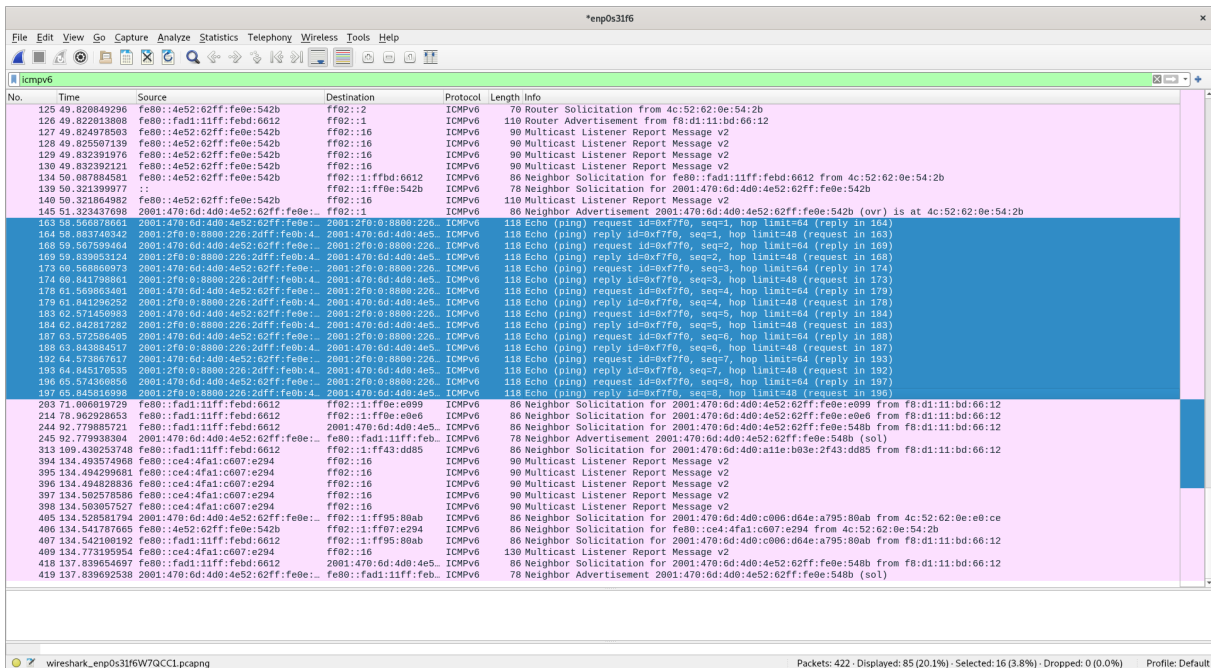 *enp0s31f6
File Edit View Go Capture Analyze Statistics Telephony Wireless Tools Help
icmpv6
No. Time Source Destination Protocol Length Info
125 49.820849296 fe80::4e52:62ff:fe0e:542b ff02::2 ICMPv6 70 Router Solicitation from 4c:52:62:0e:54:2b
126 49.822013808 fe80::fad1:11ff:febd:6612 ff02::1 ICMPv6 110 Router Advertisement from f8:d1:11:bd:66:12
127 49.824978503 fe80::4e52:62ff:fe0e:542b ff02::16 ICMPv6 90 Multicast Listener Report Message v2
128 49.825507139 fe80::4e52:62ff:fe0e:542b ff02::16 ICMPv6 90 Multicast Listener Report Message v2
129 49.832391976 fe80::4e52:62ff:fe0e:542b ff02::16 ICMPv6 90 Multicast Listener Report Message v2
130 49.832392121 fe80::4e52:62ff:fe0e:542b ff02::16 ICMPv6 90 Multicast Listener Report Message v2
134 50.087884581 fe80::4e52:62ff:fe0e:542b ff02::1:ffbd:6612 ICMPv6 86 Neighbor Solicitation for fe80::fad1:11ff:febd:6612 from 4c:52:62:0e:54:2b
139 50.321399977 :: ff02::1:ff0e:542b ICMPv6 78 Neighbor Solicitation for 2001:470:6d:4d0:4e52:62ff:fe0e:542b
140 50.321864982 fe80::4e52:62ff:fe0e:542b ff02::16 ICMPv6 110 Multicast Listener Report Message v2
145 51.323437698 2001:470:6d:4d0:4e52:62ff:fe0e:… ff02::1 ICMPv6 86 Neighbor Advertisement 2001:470:6d:4d0:4e52:62ff:fe0e:542b (ovr) is at 4c:52:62:0e:54:2b
163 58.566878661 2001:470:6d:4d0:4e52:62ff:fe0e:… 2001:2f0:0:8800:226… ICMPv6 118 Echo (ping) request id=0xf7f0, seq=1, hop limit=64 (reply in 164)
164 58.883740342 2001:2f0:0:8800:226:2dff:fe0b:4… 2001:470:6d:4d0:4e5… ICMPv6 118 Echo (ping) reply id=0xf7f0, seq=1, hop limit=48 (request in 163)
168 59.567599464 2001:470:6d:4d0:4e52:62ff:fe0e:… 2001:2f0:0:8800:226… ICMPv6 118 Echo (ping) request id=0xf7f0, seq=2, hop limit=64 (reply in 169)
169 59.839053124 2001:2f0:0:8800:226:2dff:fe0b:4… 2001:470:6d:4d0:4e5… ICMPv6 118 Echo (ping) reply id=0xf7f0, seq=2, hop limit=48 (request in 168)
173 60.568860973 2001:470:6d:4d0:4e52:62ff:fe0e:… 2001:2f0:0:8800:226… ICMPv6 118 Echo (ping) request id=0xf7f0, seq=3, hop limit=64 (reply in 174)
174 60.841798861 2001:2f0:0:8800:226:2dff:fe0b:4… 2001:470:6d:4d0:4e5… ICMPv6 118 Echo (ping) reply id=0xf7f0, seq=3, hop limit=48 (request in 173)
178 61.569863401 2001:470:6d:4d0:4e52:62ff:fe0e:… 2001:2f0:0:8800:226… ICMPv6 118 Echo (ping) request id=0xf7f0, seq=4, hop limit=64 (reply in 179)
179 61.841296252 2001:2f0:0:8800:226:2dff:fe0b:4… 2001:470:6d:4d0:4e5… ICMPv6 118 Echo (ping) reply id=0xf7f0, seq=4, hop limit=48 (request in 178)
183 62.571450983 2001:470:6d:4d0:4e52:62ff:fe0e:… 2001:2f0:0:8800:226… ICMPv6 118 Echo (ping) request id=0xf7f0, seq=5, hop limit=64 (reply in 184)
184 62.842817282 2001:2f0:0:8800:226:2dff:fe0b:4… 2001:470:6d:4d0:4e5… ICMPv6 118 Echo (ping) reply id=0xf7f0, seq=5, hop limit=48 (request in 183)
187 63.572586405 2001:470:6d:4d0:4e52:62ff:fe0e:… 2001:2f0:0:8800:226… ICMPv6 118 Echo (ping) request id=0xf7f0, seq=6, hop limit=64 (reply in 188)
188 63.843884517 2001:2f0:0:8800:226:2dff:fe0b:4… 2001:470:6d:4d0:4e5… ICMPv6 118 Echo (ping) reply id=0xf7f0, seq=6, hop limit=48 (request in 187)
192 64.573867617 2001:470:6d:4d0:4e52:62ff:fe0e:… 2001:2f0:0:8800:226… ICMPv6 118 Echo (ping) request id=0xf7f0, seq=7, hop limit=64 (reply in 193)
193 64.845170535 2001:2f0:0:8800:226:2dff:fe0b:4… 2001:470:6d:4d0:4e5… ICMPv6 118 Echo (ping) reply id=0xf7f0, seq=7, hop limit=48 (request in 192)
196 65.574360856 2001:470:6d:4d0:4e52:62ff:fe0e:… 2001:2f0:0:8800:226… ICMPv6 118 Echo (ping) request id=0xf7f0, seq=8, hop limit=64 (reply in 197)
197 65.845816998 2001:2f0:0:8800:226:2dff:fe0b:4… 2001:470:6d:4d0:4e5… ICMPv6 118 Echo (ping) reply id=0xf7f0, seq=8, hop limit=48 (request in 196)
203 71.006019729 fe80::fad1:11ff:febd:6612 ff02::1:ff0e:e099 ICMPv6 86 Neighbor Solicitation for 2001:470:6d:4d0:4e52:62ff:fe0e:e099 from f8:d1:11:bd:66:12
214 78.962928653 fe80::fad1:11ff:febd:6612 ff02::1:ff0e:e0e6 ICMPv6 86 Neighbor Solicitation for 2001:470:6d:4d0:4e52:62ff:fe0e:e0e6 from f8:d1:11:bd:66:12
244 92.779885721 fe80::fad1:11ff:febd:6612 2001:470:6d:4d0:4e5… ICMPv6 86 Neighbor Solicitation for 2001:470:6d:4d0:4e52:62ff:fe0e:548b from f8:d1:11:bd:66:12
245 92.779938304 2001:470:6d:4d0:4e52:62ff:fe0e:… fe80::fad1:11ff:feb… ICMPv6 78 Neighbor Advertisement 2001:470:6d:4d0:4e52:62ff:fe0e:548b (sol)
313 109.430253748 fe80::fad1:11ff:febd:6612 ff02::1:ff43:dd85 ICMPv6 86 Neighbor Solicitation for 2001:470:6d:4d0:a11e:b03e:2f43:dd85 from f8:d1:11:bd:66:12
394 134.493574968 fe80::ce4:4fa1:c607:e294 ff02::16 ICMPv6 90 Multicast Listener Report Message v2
395 134.494299681 fe80::ce4:4fa1:c607:e294 ff02::16 ICMPv6 90 Multicast Listener Report Message v2
396 134.494828836 fe80::ce4:4fa1:c607:e294 ff02::16 ICMPv6 90 Multicast Listener Report Message v2
397 134.502578586 fe80::ce4:4fa1:c607:e294 ff02::16 ICMPv6 90 Multicast Listener Report Message v2
398 134.503057527 fe80::ce4:4fa1:c607:e294 ff02::16 ICMPv6 90 Multicast Listener Report Message v2
405 134.528581794 2001:470:6d:4d0:4e52:62ff:fe0e:… ff02::1:ff95:80ab ICMPv6 86 Neighbor Solicitation for 2001:470:6d:4d0:c006:d64e:a795:80ab from 4c:52:62:0e:e0:ce
406 134.541787665 fe80::4e52:62ff:fe0e:542b ff02::1:ff07:e294 ICMPv6 86 Neighbor Solicitation for fe80::ce4:4fa1:c607:e294 from 4c:52:62:0e:54:2b
407 134.542100192 fe80::fad1:11ff:febd:6612 ff02::1:ff95:80ab ICMPv6 86 Neighbor Solicitation for 2001:470:6d:4d0:c006:d64e:a795:80ab from f8:d1:11:bd:66:12
409 134.773195954 fe80::ce4:4fa1:c607:e294 ff02::16 ICMPv6 130 Multicast Listener Report Message v2
418 137.839654697 fe80::fad1:11ff:febd:6612 2001:470:6d:4d0:4e5… ICMPv6 86 Neighbor Solicitation for 2001:470:6d:4d0:4e52:62ff:fe0e:548b from f8:d1:11:bd:66:12
419 137.839692538 2001:470:6d:4d0:4e52:62ff:fe0e:… fe80::fad1:11ff:feb… ICMPv6 78 Neighbor Advertisement 2001:470:6d:4d0:4e52:62ff:fe0e:548b (sol)
wireshark_enp0s31f6W7QCC1.pcapng Packets: 422 · Displayed: 85 (20.1%) · Selected: 16 (3.8%) · Dropped: 0 (0.0%) Profile: Default